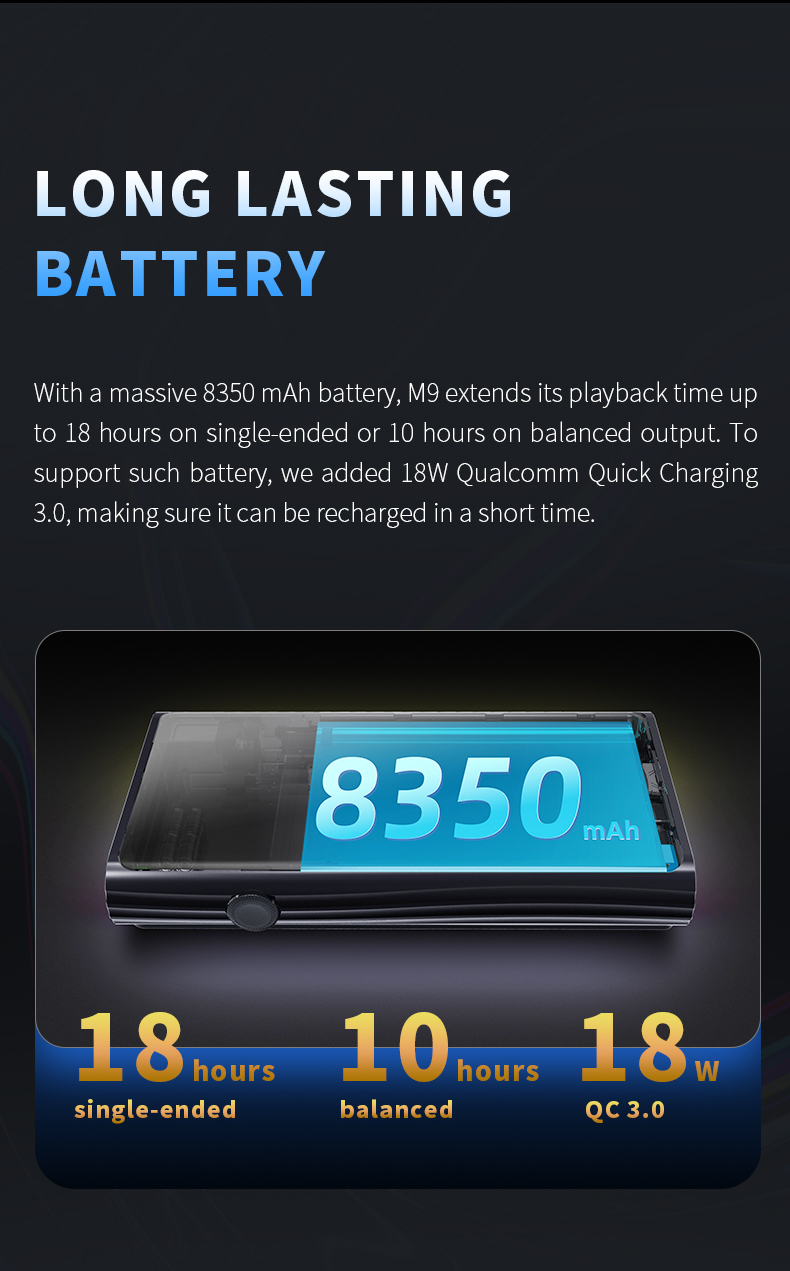 LONG LASTING
BATTERY
With a massive 8350 mAh battery, M9 extends its playback time up
to 18 hours on single-ended or 10 hours on balanced output. To
support such battery, we added 18W Qualcomm Quick Charging
3.0, making sure it can be recharged in a short time.
8350 mAh
18 hours 10 hours 18 W
single-ended balanced QC 3.0